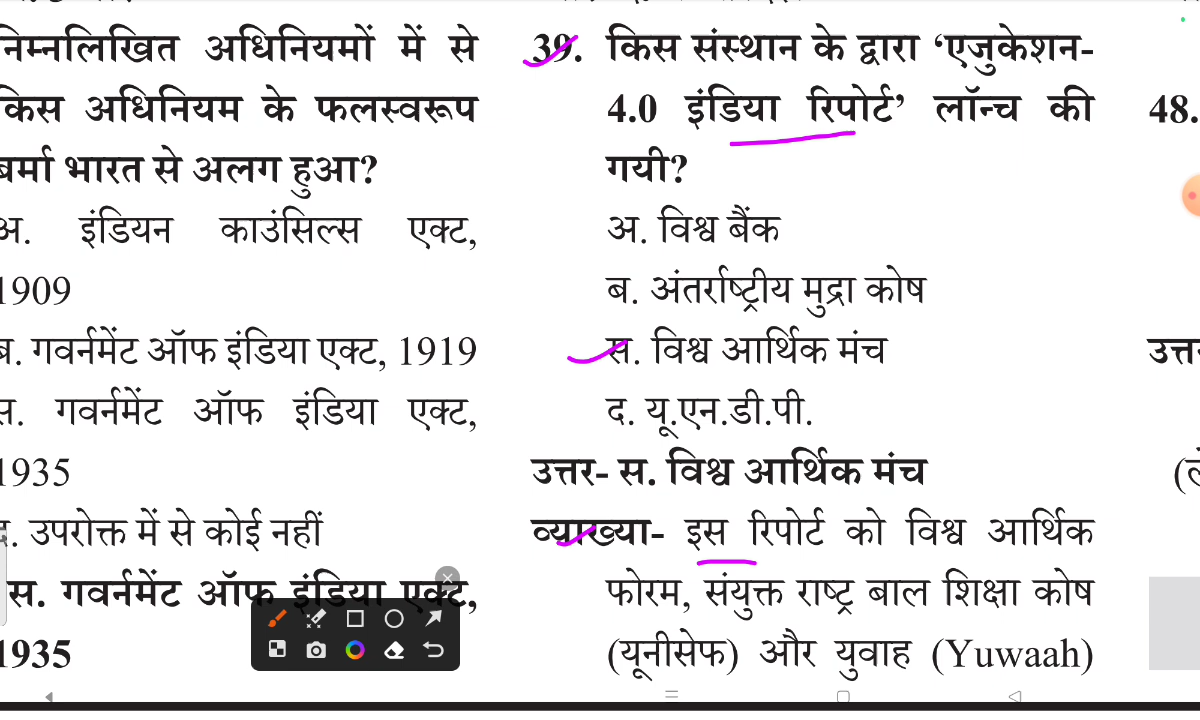 निम्नलिखित अधिनियमों में से
किस अधिनियम के फलस्वरूप
बर्मा भारत से अलग हुआ?
अ. इंडियन काउंसिल्स एक्ट,
1909
ब. गवर्नमेंट ऑफ इंडिया एक्ट, 1919
स. गवर्नमेंट ऑफ इंडिया एक्ट,
1935
द. उपरोक्त में से कोई नहीं
स. गवर्नमेंट ऑफ इंडिया एक्ट,
1935
39. किस संस्थान के द्वारा ‘एजुकेशन-
4.0 इंडिया रिपोर्ट’ लॉन्च की
गयी?
अ. विश्व बैंक
ब. अंतर्राष्ट्रीय मुद्रा कोष
स. विश्व आर्थिक मंच
द. यू.एन.डी.पी.
उत्तर- स. विश्व आर्थिक मंच
व्याख्या- इस रिपोर्ट को विश्व आर्थिक
फोरम, संयुक्त राष्ट्र बाल शिक्षा कोष
(यूनीसेफ) और युवाह (Yuwaah)
48.